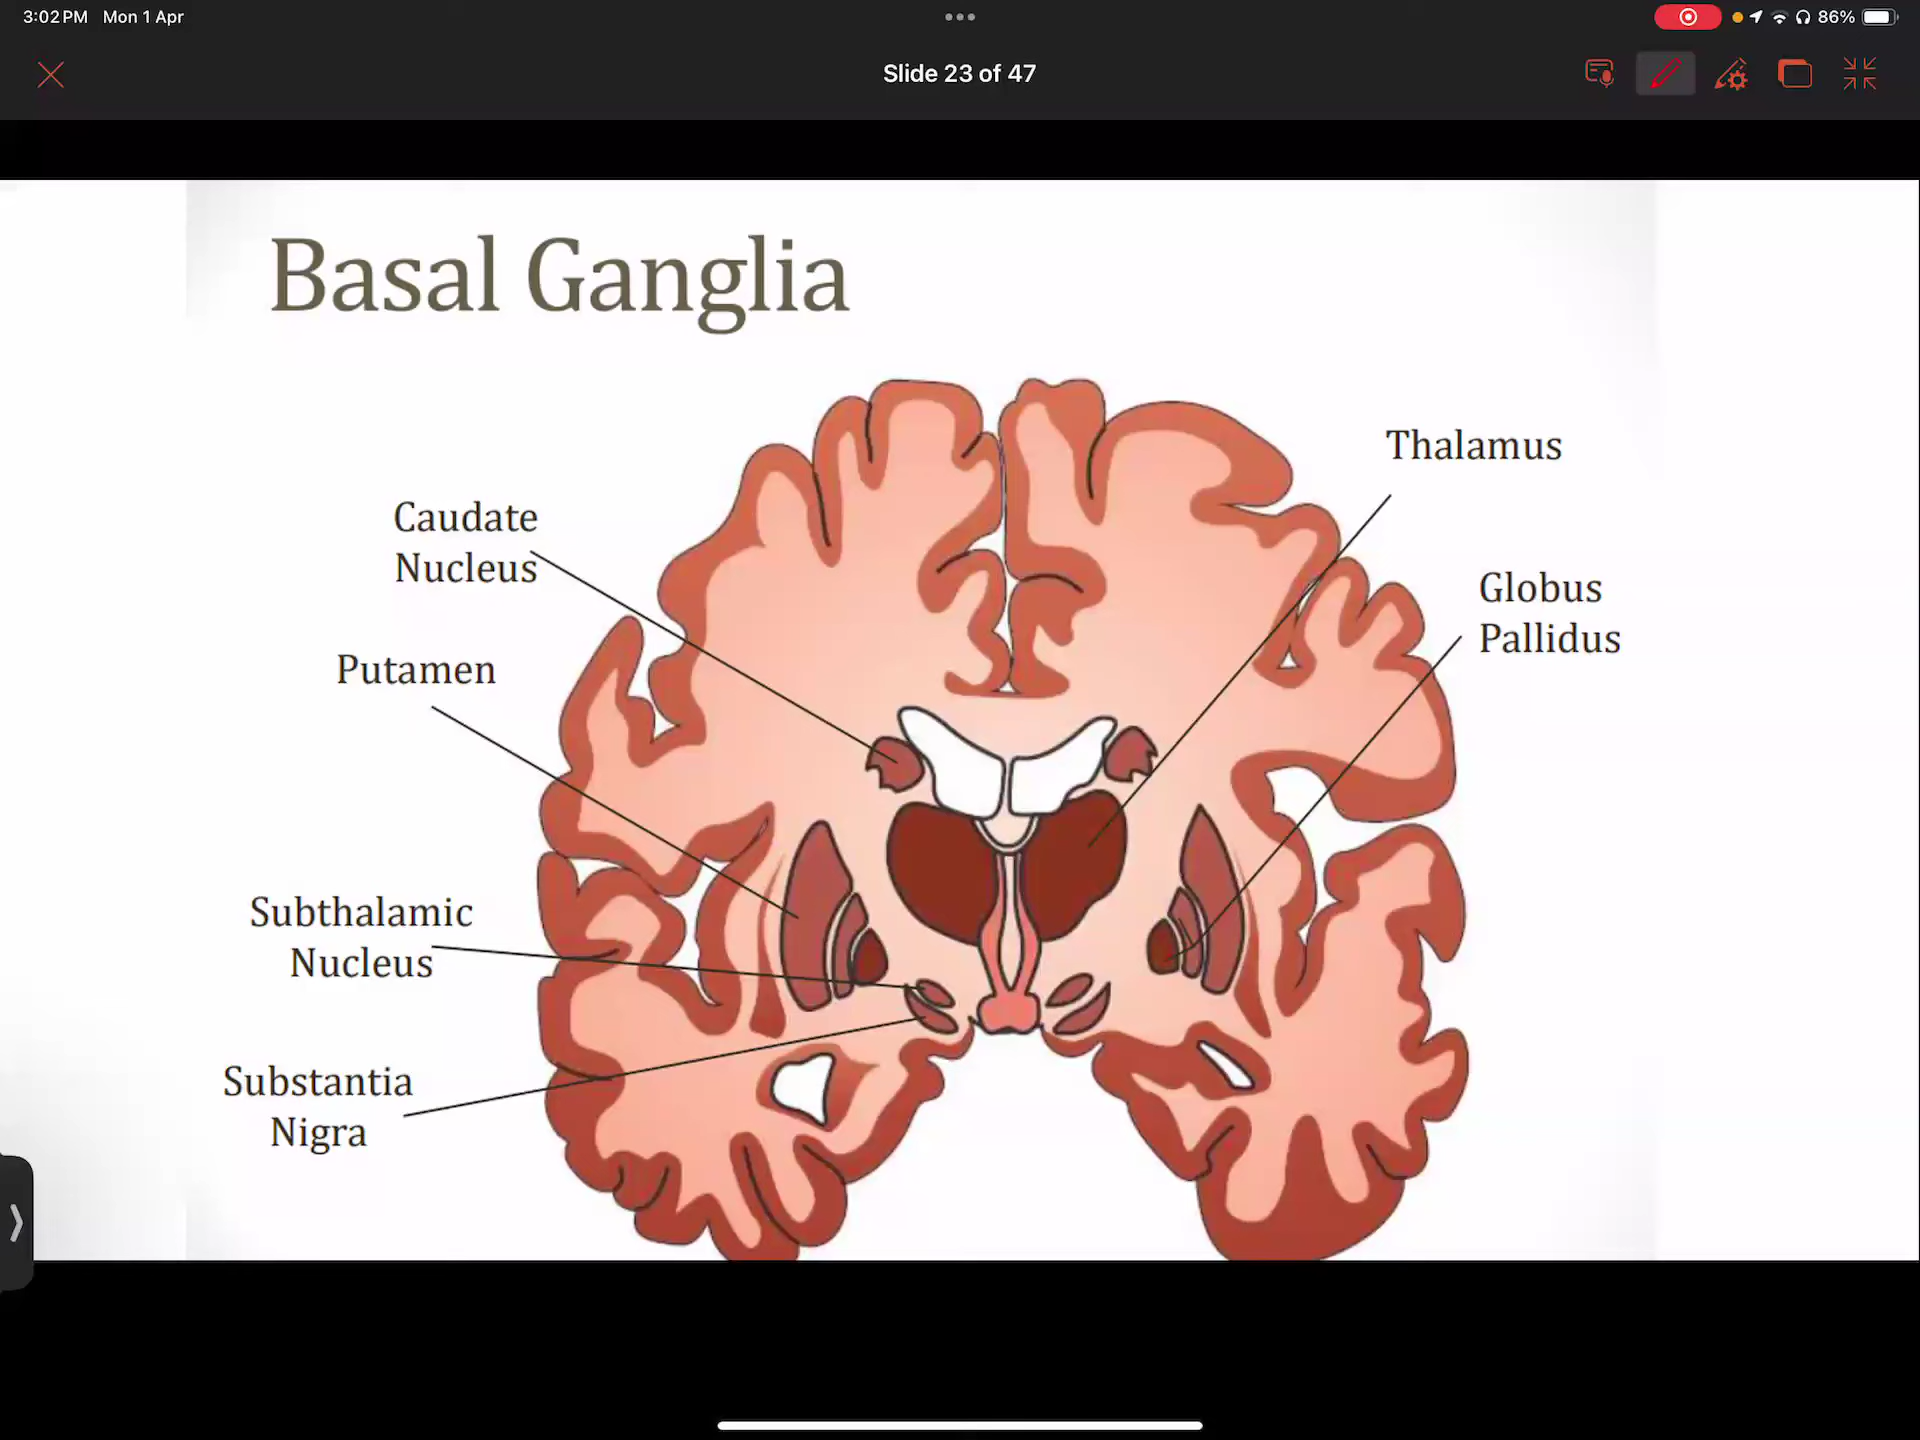 3:02 PM Mon 1 Apr
86%
Slide 23 of 47
Basal Ganglia
Thalamus
Caudate
Nucleus
Globus
Pallidus
Putamen
Subthalamic
Nucleus
Substantia
Nigra